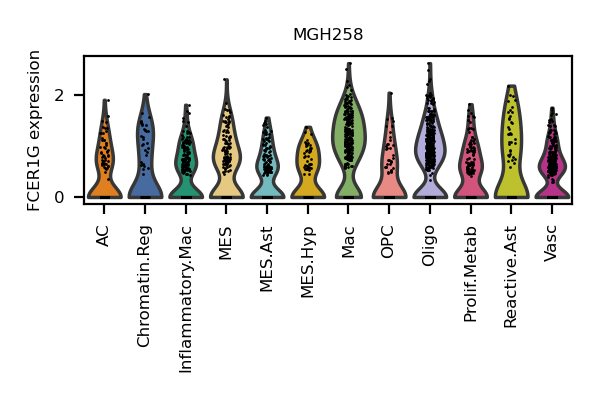 MGH258
FCER1G expression
2
0
AC
Chromatin.Reg
Inflammatory.Mac
MES
MES.Ast
MES.Hyp
Mac
OPC
Oligo
Prolif.Metab
Reactive.Ast
Vasc